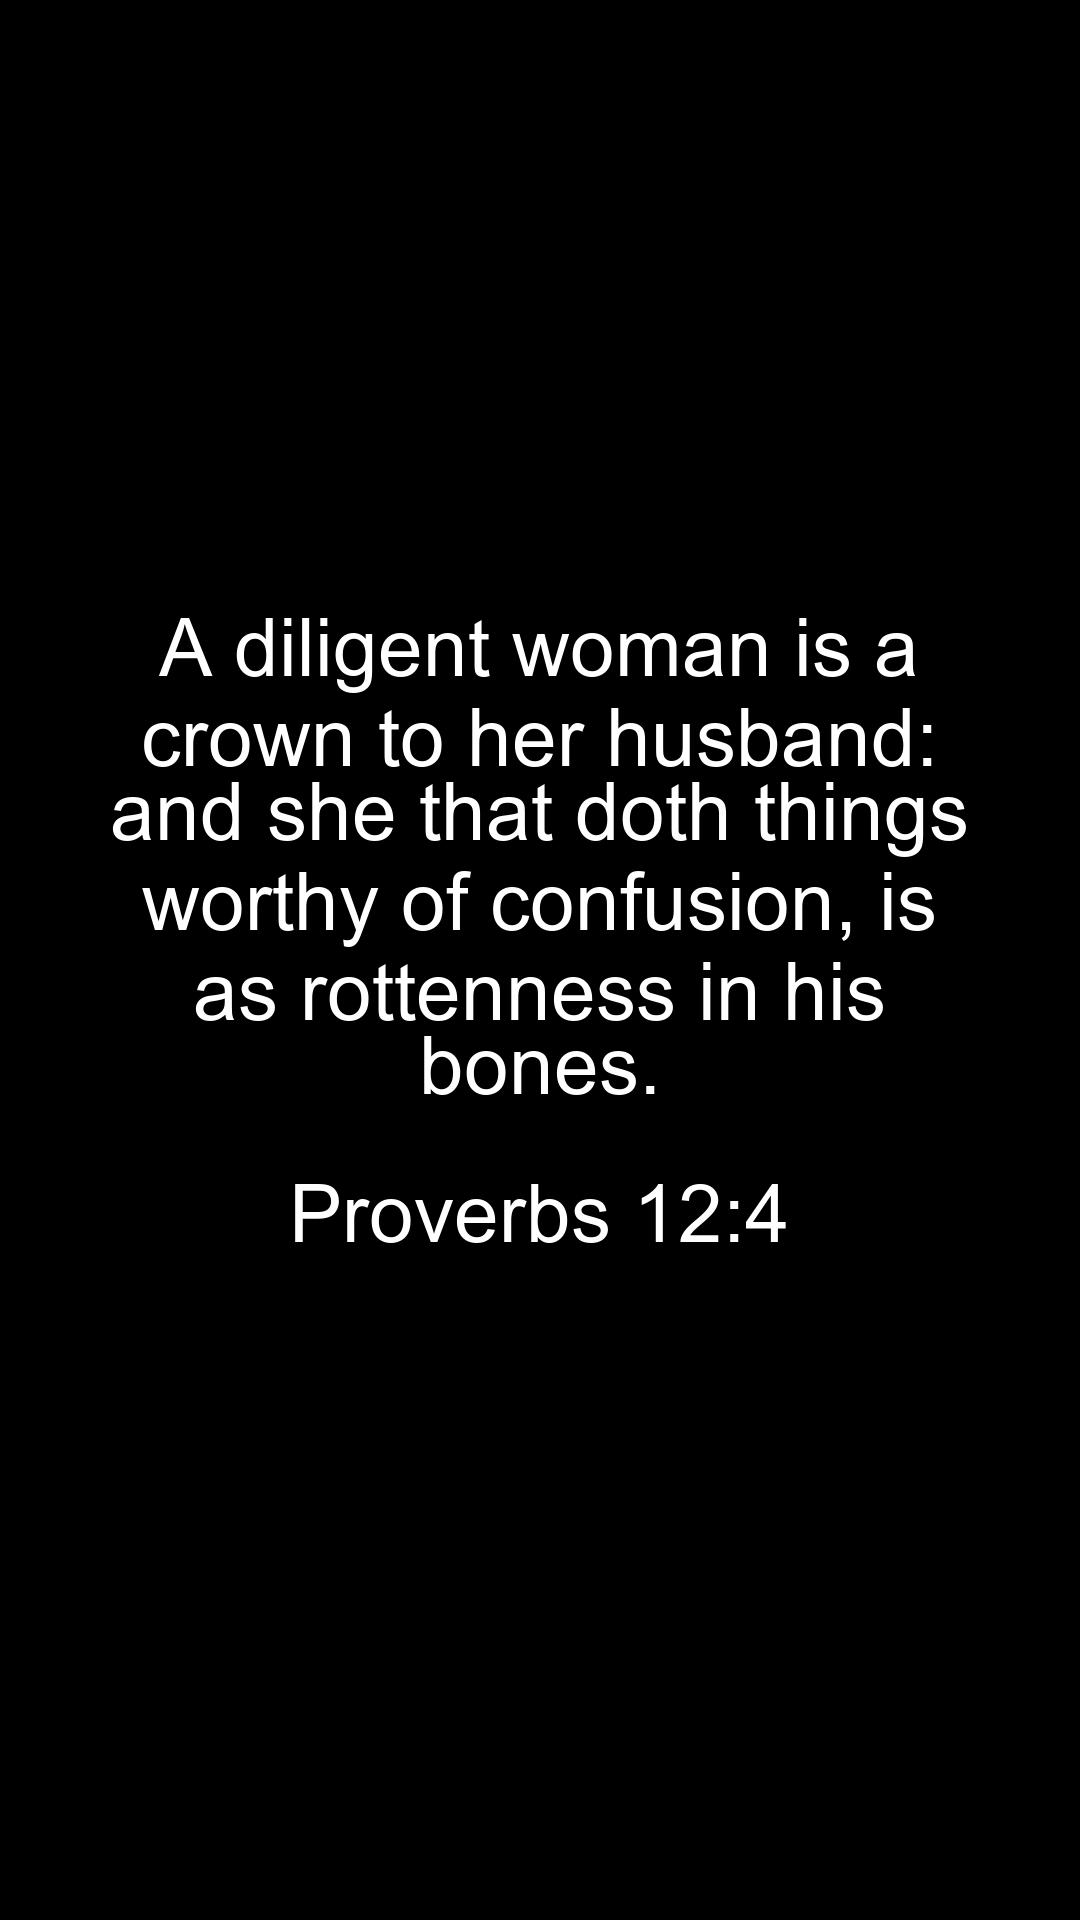 A diligent woman is a
crown to her husband:
and she that doth things
worthy of confusion, is
as rottenness in his
bones.
Proverbs 12:4